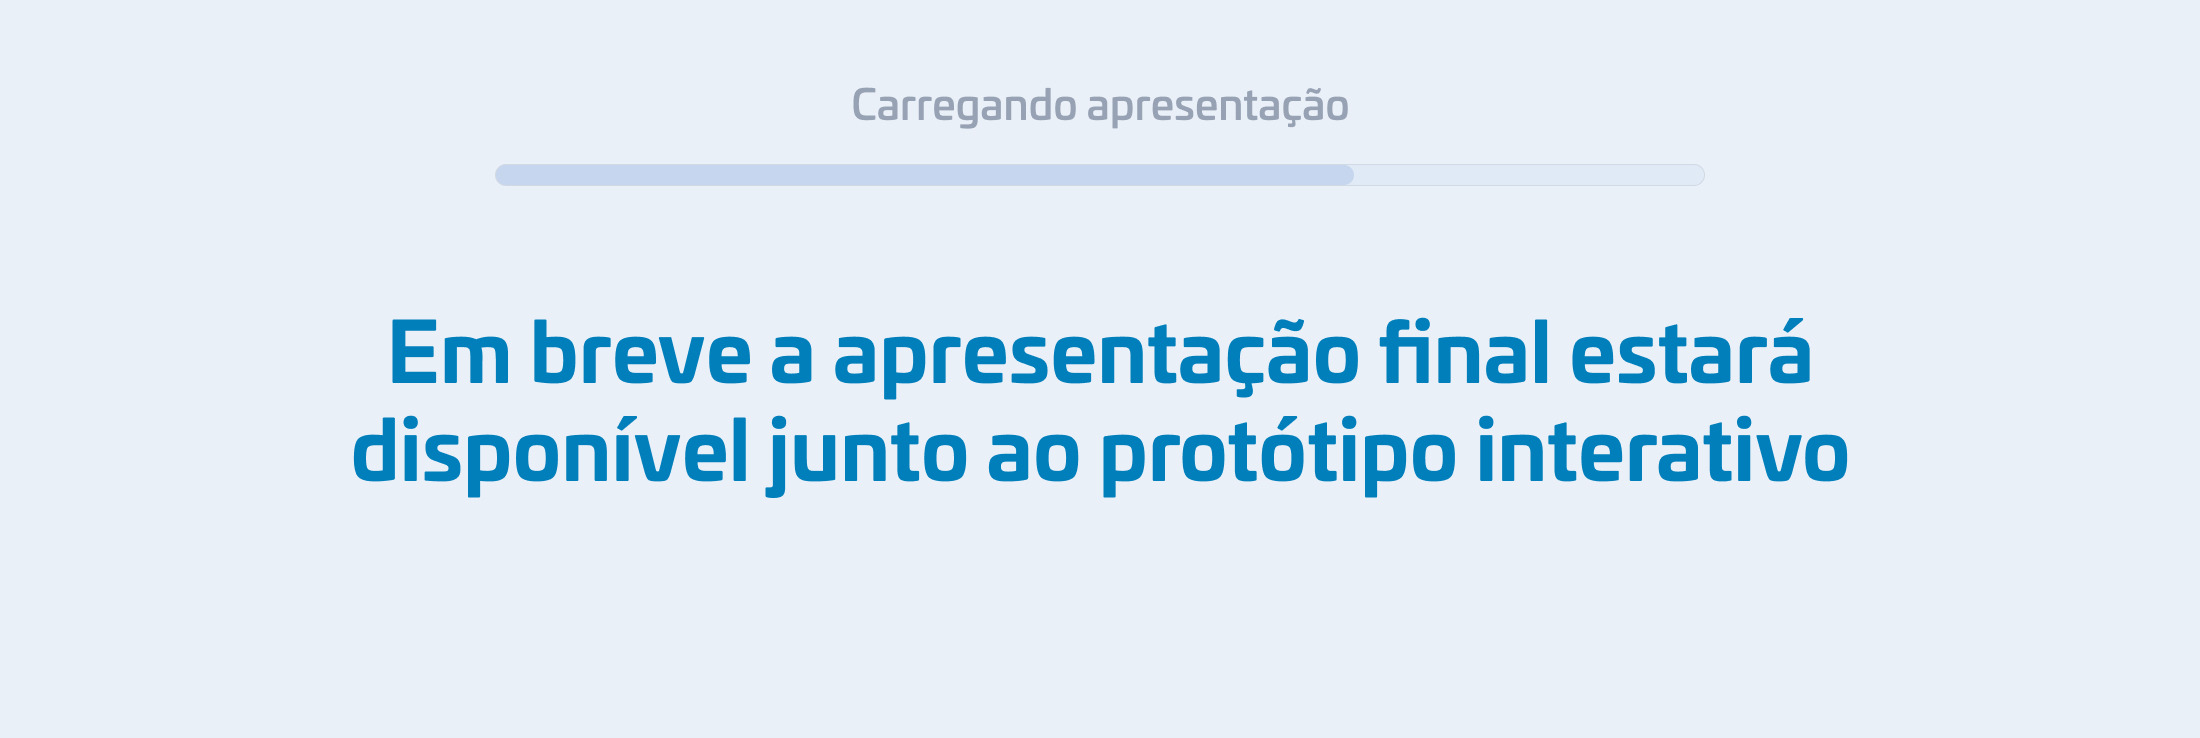 Carregando apresentação
Em breve a apresentação final estará
disponível junto ao protótipo interativo